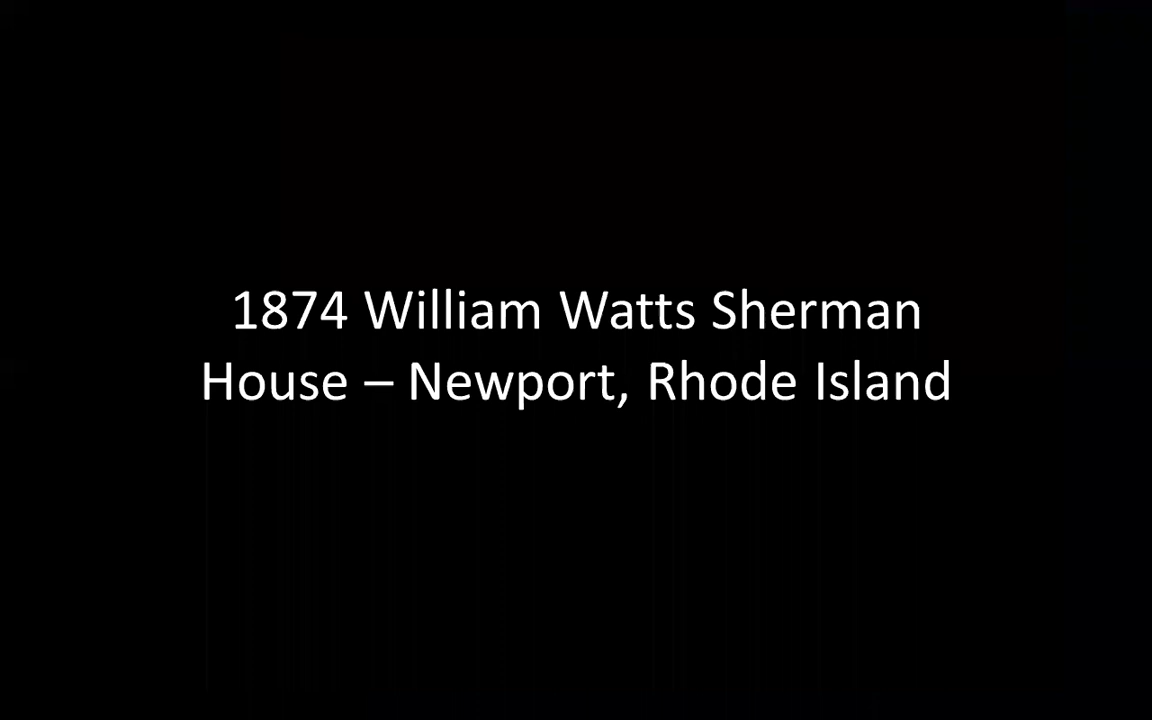 1874 William Watts Sherman
House – Newport, Rhode Island